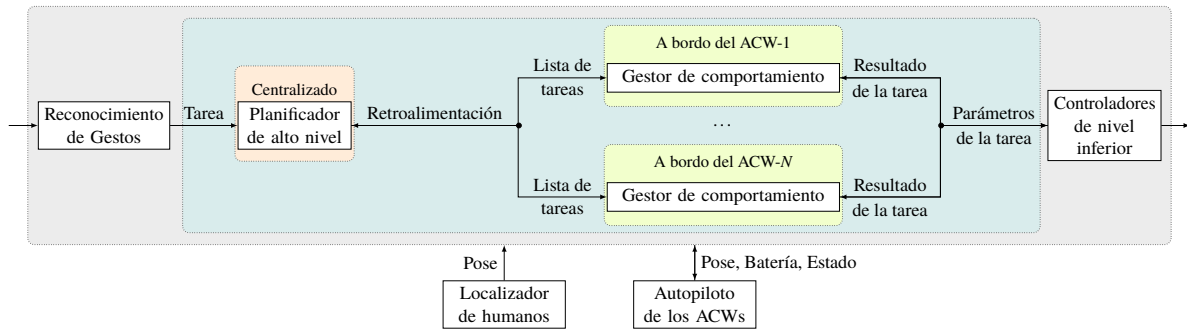 A bordo del ACW-1
Gestor de comportamiento
Lista de
tareas
Resultado
de la tarea
Centralizado
Planificador
de alto nivel
Reconocimiento
de Gestos
Tarea
Retroalimentación
...
Parámetros
de la tarea
Controladores
de nivel
inferior
A bordo del ACW-N
Gestor de comportamiento
Lista de
tareas
Resultado
de la tarea
Pose
Pose, Batería, Estado
Localizador
de humanos
Autopiloto
de los ACWs